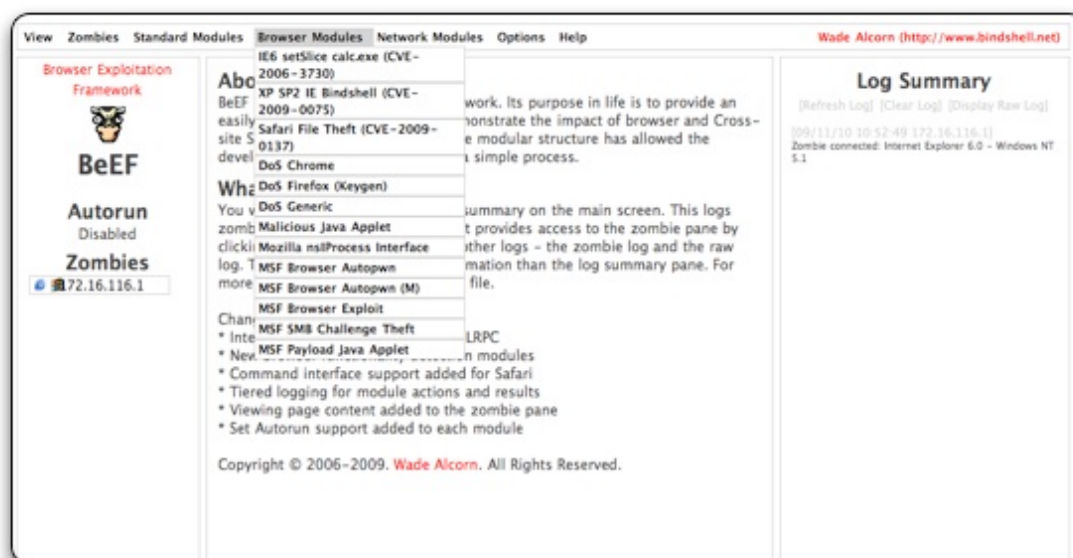 View Zombies Standard Modules Browser Modules Network Modules Options Help
Wade Alcorn (http://www.bindshell.net)
Browser Exploitation
Framework
BeEF
Autorun
Disabled
Zombies
172.16.116.1
IE6 setSlice calc.exe (CVE-
2006-3730)
XP SP2 IE Bindshell (CVE-
2009-0075)
Safari File Theft (CVE-2009-
0137)
DoS Chrome
DoS Firefox (Keygen)
DoS Generic
Malicious Java Applet
Mozilla nsIProcess Interface
MSF Browser Autopwn
MSF Browser Autopwn (M)
MSF Browser Exploit
MSF SMB Challenge Theft
MSF Payload Java Applet
Abo
BeEF work. Its purpose in life is to provide an
easily monstrate the impact of browser and Cross-
site S e modular structure has allowed the
devel a simple process.
Wha
You v summary on the main screen. This logs
zomb t provides access to the zombie pane by
clicki ther logs - the zombie log and the raw
log. T mation than the log summary pane. For
more file.
Chan
* Inte LRPC
* New modules
* Command interface support added for Safari
* Tiered logging for module actions and results
* Viewing page content added to the zombie pane
* Set Autorun support added to each module
Copyright © 2006-2009. Wade Alcorn. All Rights Reserved.
Log Summary
[Refresh Log] [Clear Log] [Display Raw Log]
[09/11/10 10:52:49 172.16.116.1]
Zombie connected: Internet Explorer 6.0 - Windows NT
5.1